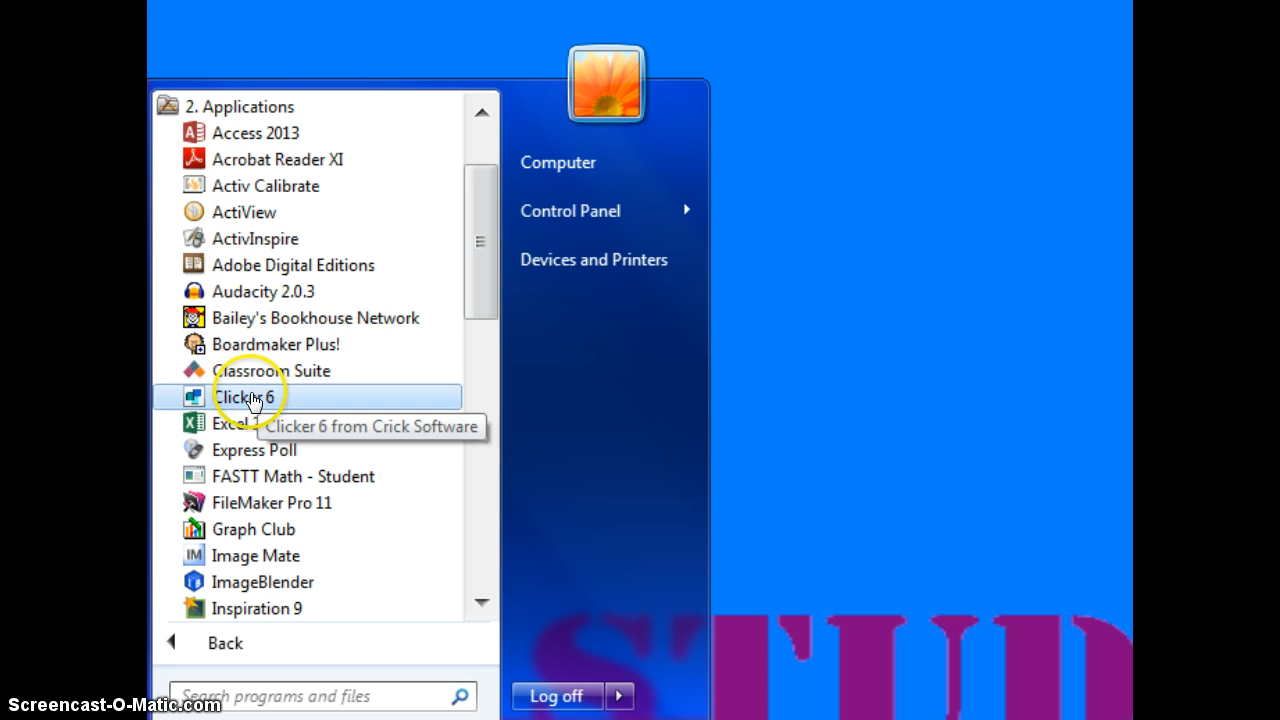 2. Applications
Access 2013
Acrobat Reader XI
Activ Calibrate
ActiView
ActivInspire
Adobe Digital Editions
Audacity 2.0.3
Bailey's Bookhouse Network
Boardmaker Plus!
Classroom Suite
Clicker 6
Excel
Clicker 6 from Crick Software
Express Poll
FASTT Math - Student
FileMaker Pro 11
Graph Club
IM Image Mate
ImageBlender
Inspiration 9
Back
Search programs and files
Computer
Control Panel
Devices and Printers
Log off
STUD
Screencast-O-Matic.com